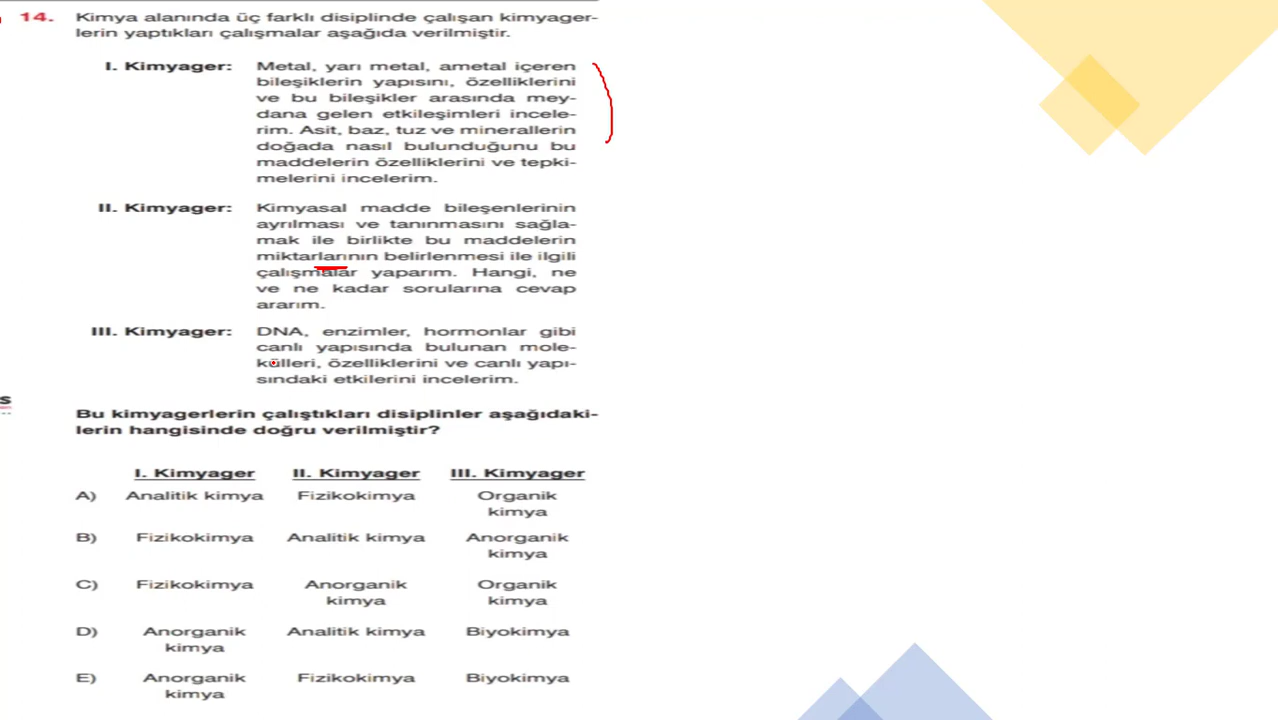 14. Kimya alanında üç farklı disiplinde çalışan kimyager-
lerin yaptıkları çalışmalar aşağıda verilmiştir.
I. Kimyager: Metal, yarı metal, ametal içeren
bileşiklerin yapısını, özelliklerini
ve bu bileşikler arasında mey-
dana gelen etkileşimleri incele-
rim. Asit, baz, tuz ve minerallerin
doğada nasıl bulunduğunu bu
maddelerin özelliklerini ve tepki-
melerini incelerim.
II. Kimyager: Kimyasal madde bileşenlerinin
ayrılması ve tanınmasını sağla-
mak ile birlikte bu maddelerin
miktarlarının belirlenmesi ile ilgili
çalışmalar yaparım. Hangi, ne
ve ne kadar sorularına cevap
ararım.
III. Kimyager: DNA, enzimler, hormonlar gibi
canlı yapısında bulunan mole-
külleri, özelliklerini ve canlı yapı-
sındaki etkilerini incelerim.
s
Bu kimyagerlerin çalıştıkları disiplinler aşağıdaki-
lerin hangisinde doğru verilmiştir?
I. Kimyager II. Kimyager III. Kimyager
A) Analitik kimya Fizikokimya Organik
kimya
B) Fizikokimya Analitik kimya Anorganik
kimya
C) Fizikokimya Anorganik Organik
kimya kimya
D) Anorganik Analitik kimya Biyokimya
kimya
E) Anorganik Fizikokimya Biyokimya
kimya